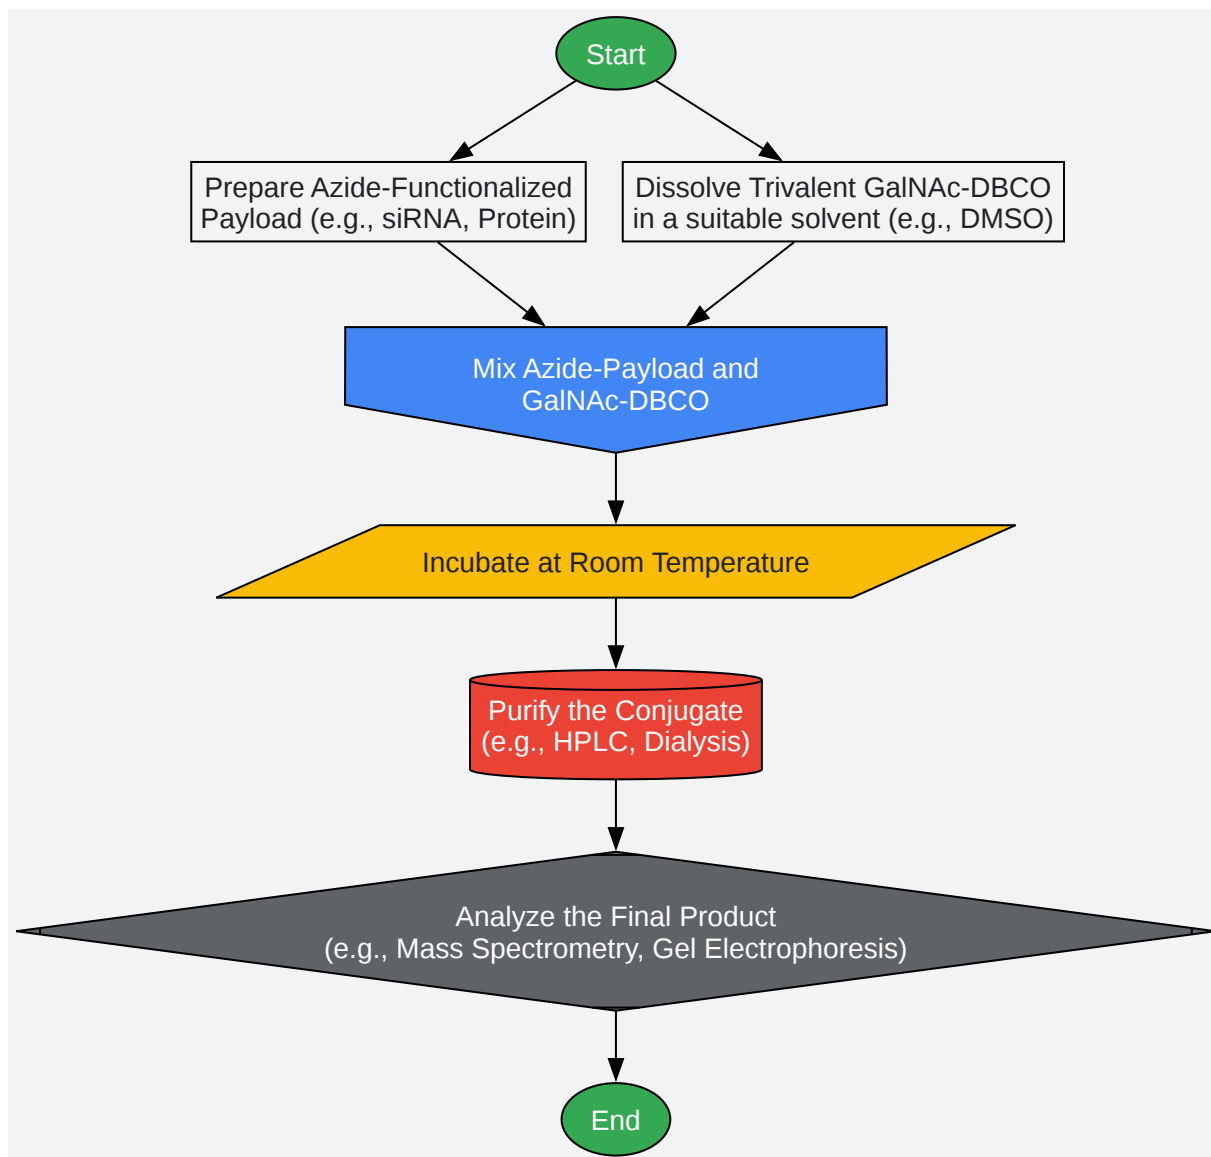 Start
Prepare Azide-Functionalized
Payload (e.g., siRNA, Protein)
Dissolve Trivalent GalNAc-DBCO
in a suitable solvent (e.g., DMSO)
Mix Azide-Payload and
GalNAc-DBCO
Incubate at Room Temperature
Purify the Conjugate
(e.g., HPLC, Dialysis)
Analyze the Final Product
(e.g., Mass Spectrometry, Gel Electrophoresis)
End